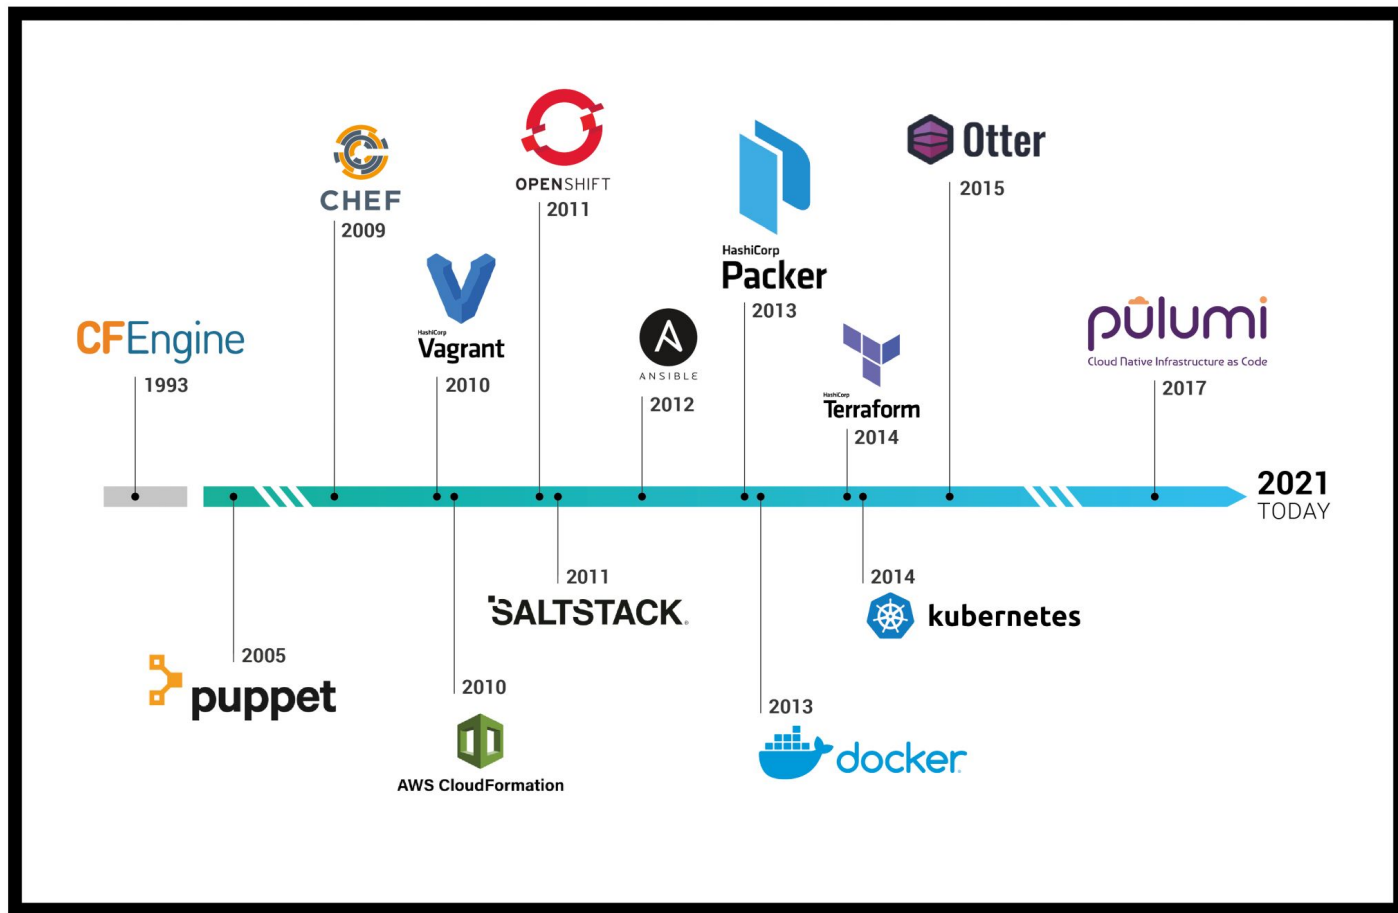 CFEngine
1993
CHEF
2009
HashiCorp
Vagrant
2010
OPENSHIFT
2011
ANSIBLE
2012
HashiCorp
Packer
2013
HashiCorp
Terraform
2014
Otter
2015
pulumi
Cloud Native Infrastructure as Code
2017
2021
TODAY
2005
puppet
2010
AWS CloudFormation
2011
SALTSTACK
2013
docker
2014
kubernetes